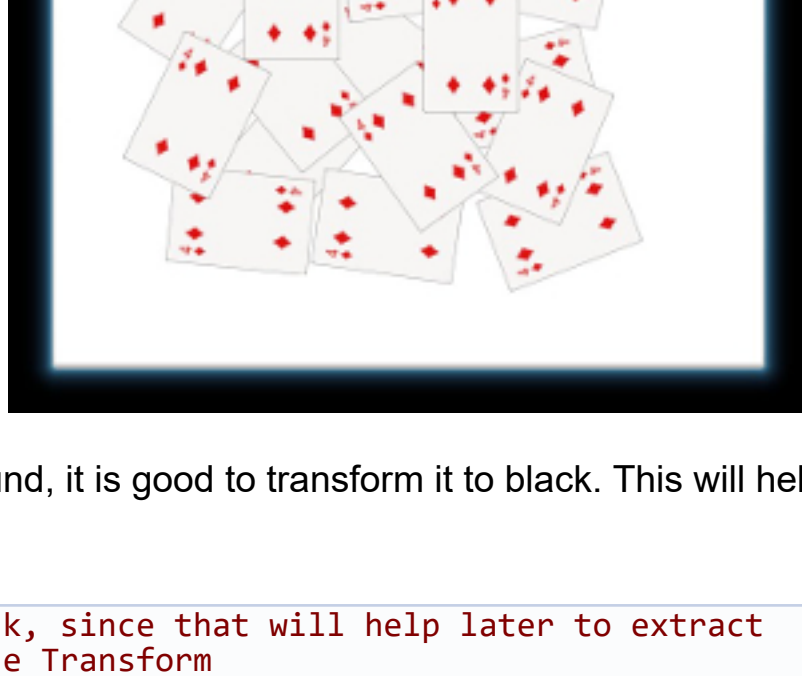 nd, it is good to transform it to black. This will hel
k, since that will help later to extract
e Transform